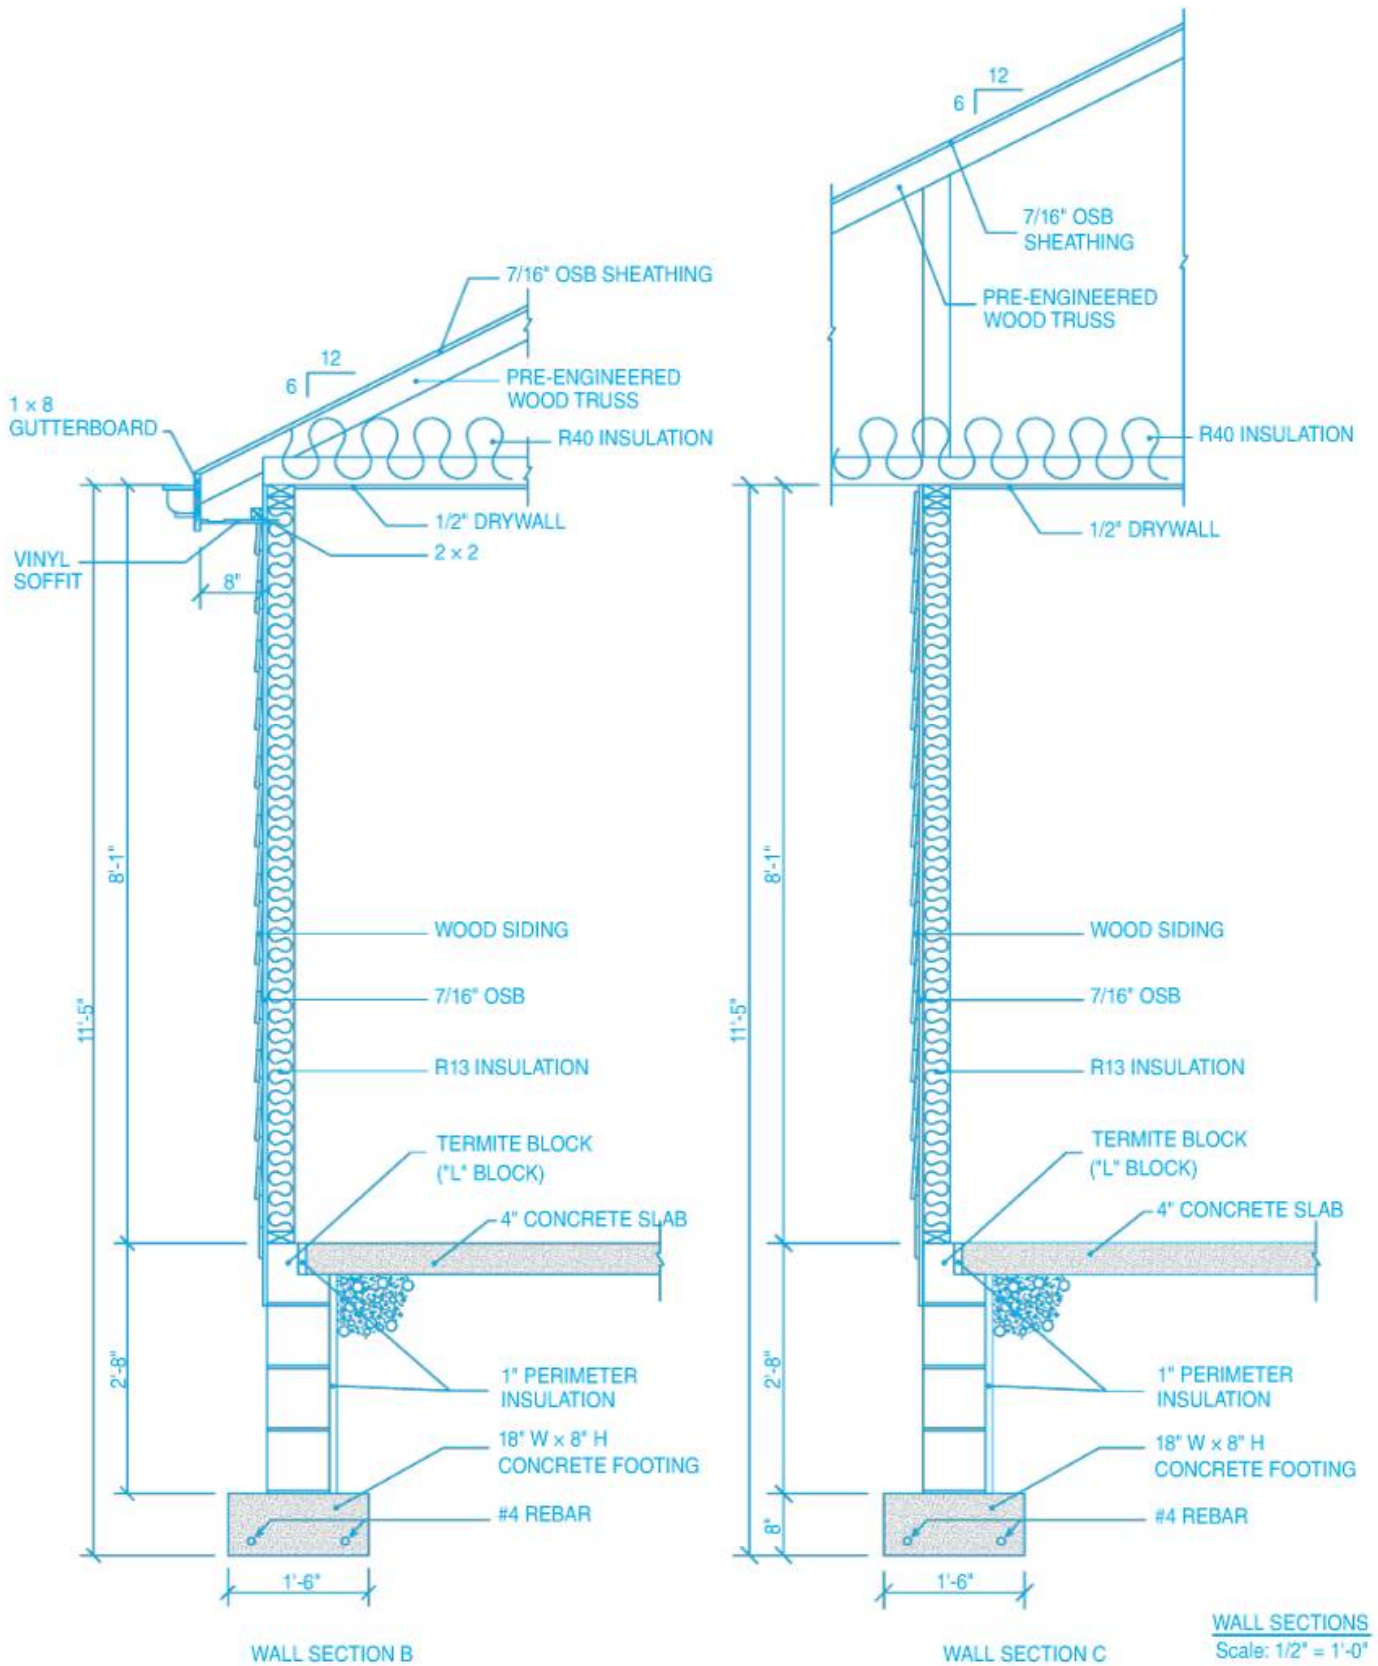 12
6
7/16" OSB
SHEATHING
PRE-ENGINEERED
WOOD TRUSS
R40 INSULATION
1/2" DRYWALL
7/16" OSB SHEATHING
12
6
PRE-ENGINEERED
WOOD TRUSS
1 × 8
GUTTERBOARD
R40 INSULATION
1/2" DRYWALL
2 × 2
VINYL
SOFFIT
8"
8'-1"
11'-5"
WOOD SIDING
7/16" OSB
R13 INSULATION
TERMITE BLOCK
("L" BLOCK)
4" CONCRETE SLAB
2'-8"
1" PERIMETER
INSULATION
18" W × 8" H
CONCRETE FOOTING
#4 REBAR
1'-6"
WALL SECTION B
8'-1"
11'-5"
WOOD SIDING
7/16" OSB
R13 INSULATION
TERMITE BLOCK
("L" BLOCK)
4" CONCRETE SLAB
2'-8"
1" PERIMETER
INSULATION
18" W × 8" H
CONCRETE FOOTING
#4 REBAR
8"
1'-6"
WALL SECTION C
WALL SECTIONS
Scale: 1/2" = 1'-0"